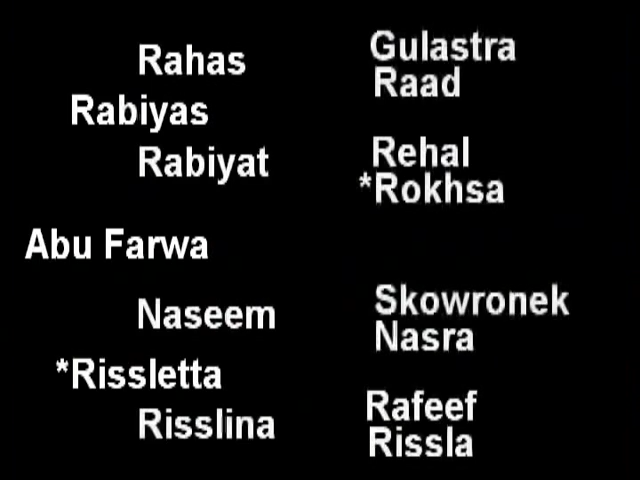 Gulastra
Rahas
Raad
Rabiyas
Rabiyat
Rehal
*Rokhsa
Abu Farwa
Naseem
Skowronek
Nasra
*Rissletta
Risslina
Rafeef
Rissla